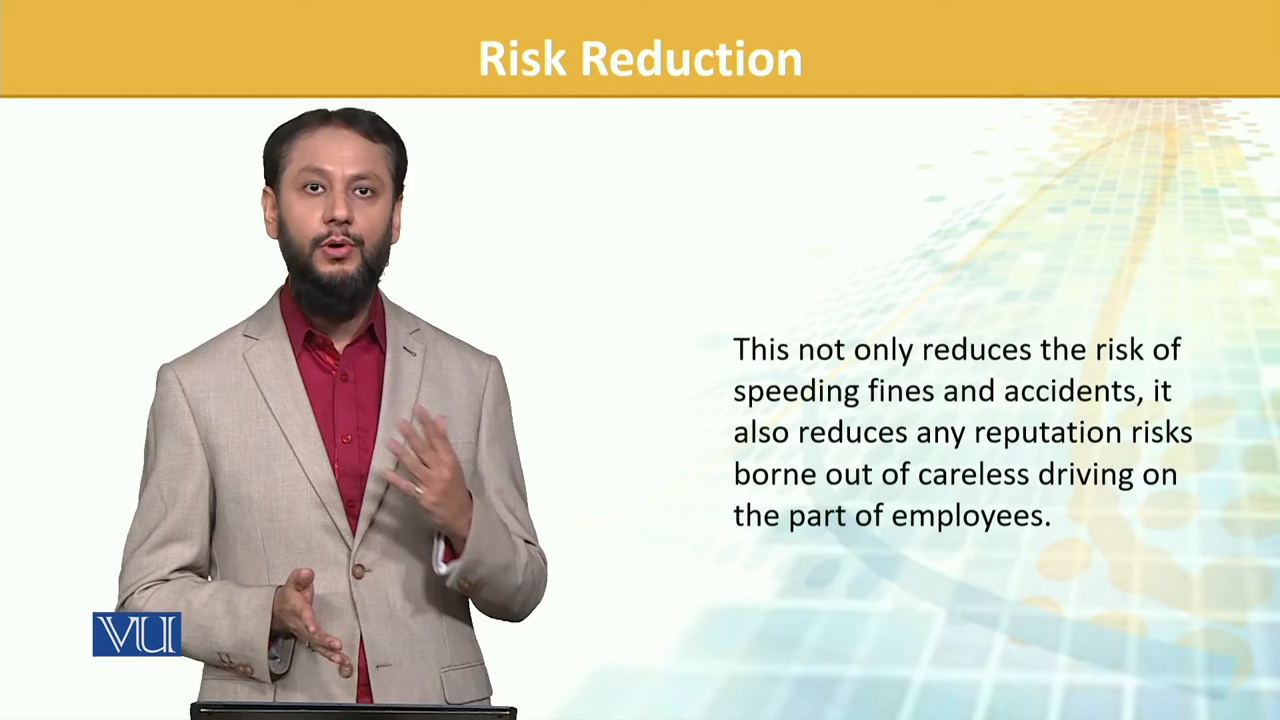 Risk Reduction
This not only reduces the risk of
speeding fines and accidents, it
also reduces any reputation risks
borne out of careless driving on
the part of employees.
VU